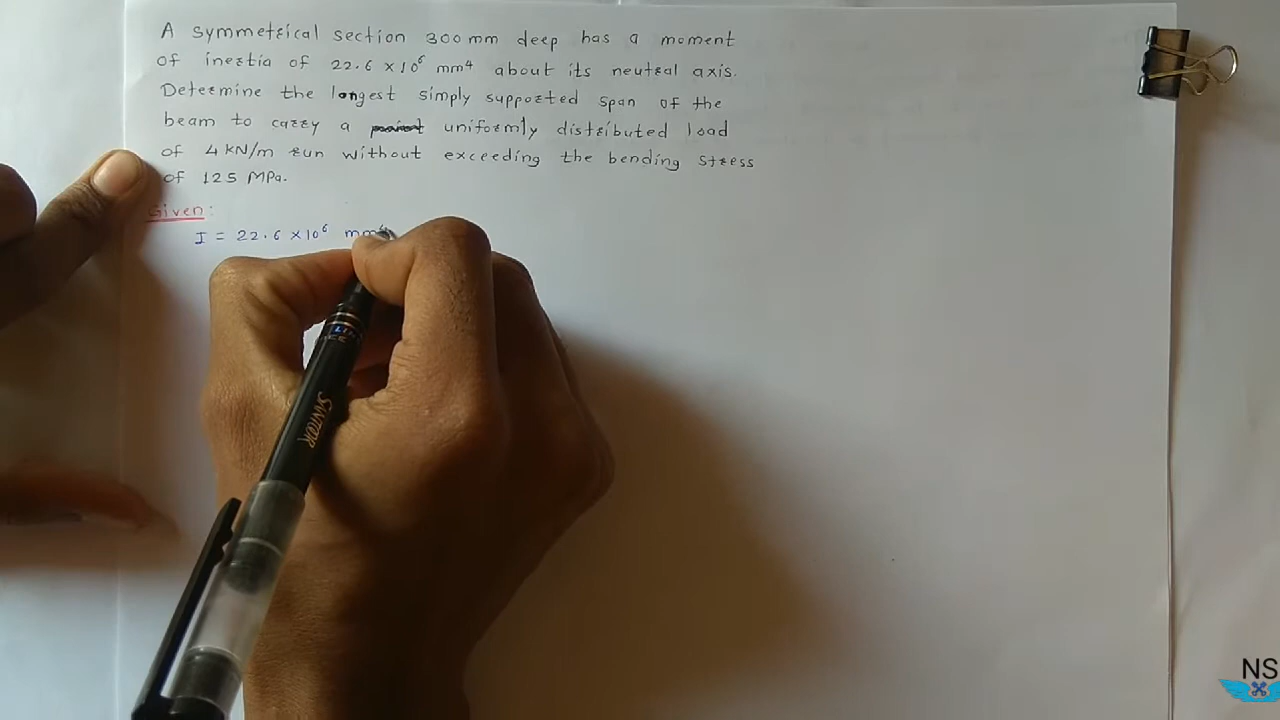 A symmetrical section 300 mm deep has a moment
of inertia of 22.6 × 10⁶ mm⁴ about its neutral axis.
Determine the longest simply supported span of the
beam to carry a uniformly distributed load
of 4 kN/m run without exceeding the bending stress
of 125 MPa.
Given:
I = 22.6 × 10⁶ mm
SANTOOR
NS